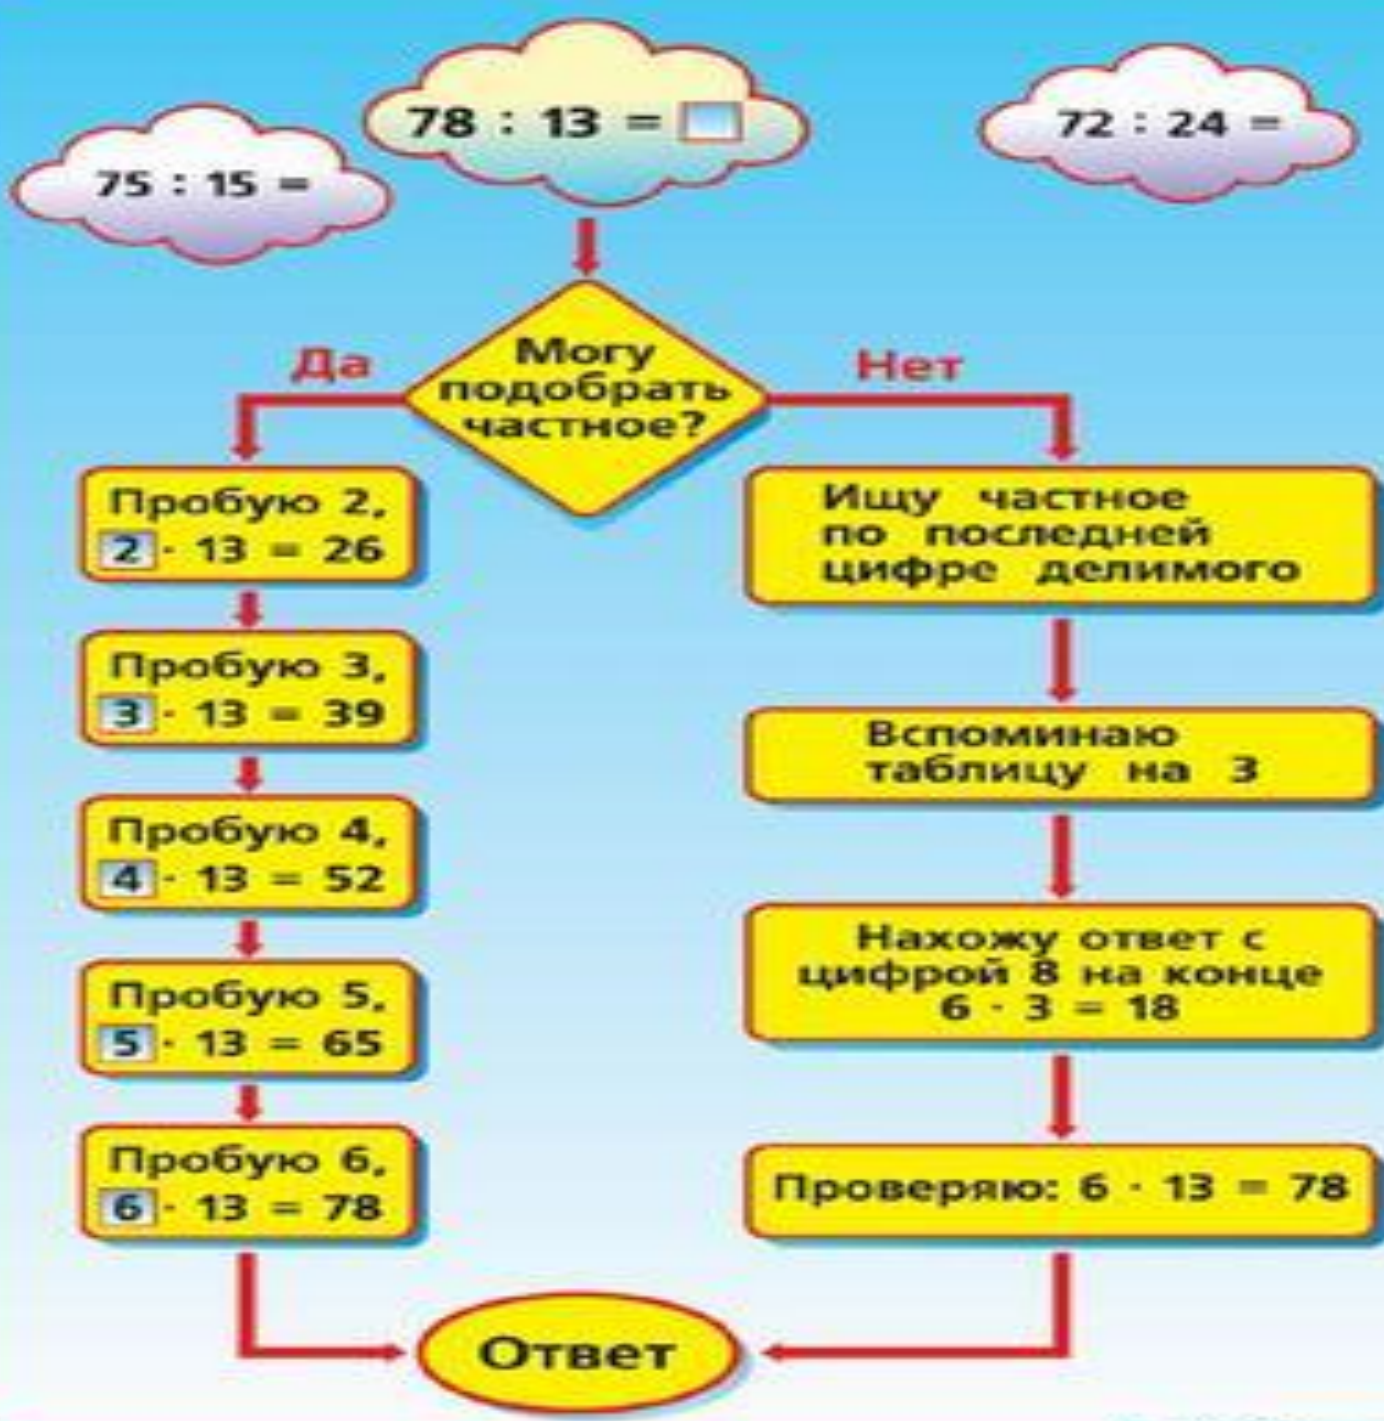 78 : 13 =
75 : 15 =
72 : 24 =
Могу
подобрать
частное?
Да
Нет
Пробую 2,
2 · 13 = 26
Пробую 3,
3 · 13 = 39
Пробую 4,
4 · 13 = 52
Пробую 5,
5 · 13 = 65
Пробую 6,
6 · 13 = 78
Ищу частное
по последней
цифре делимого
Вспоминаю
таблицу на 3
Нахожу ответ с
цифрой 8 на конце
6 · 3 = 18
Проверяю: 6 · 13 = 78
Ответ